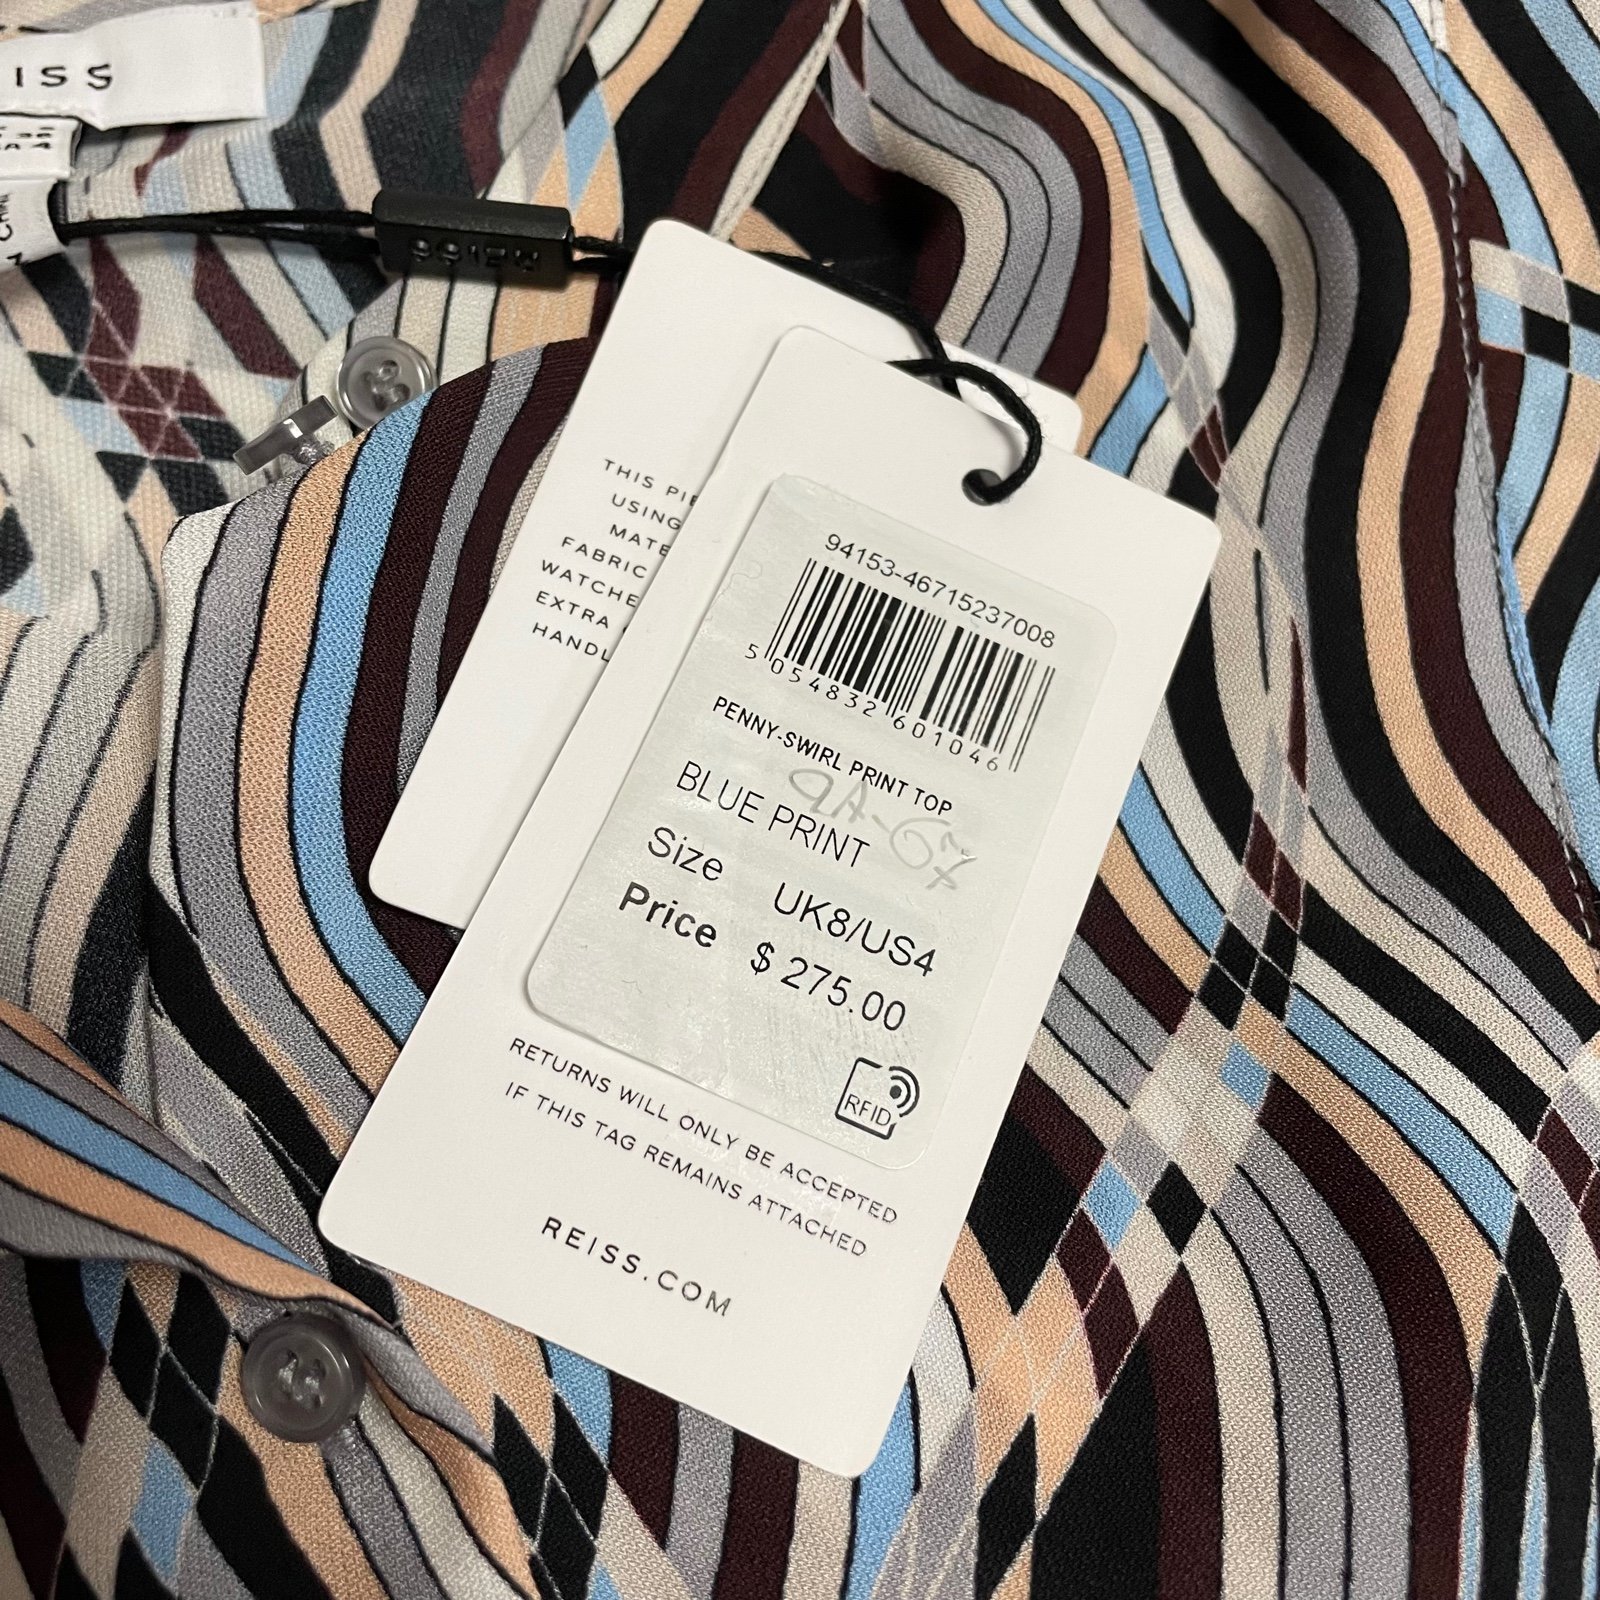 ISS
REISS
THIS PIE
USING
MATE
FABRIC
WATCHE
EXTRA
HANDL
94153-46715237008
5 054832 601046
PENNY-SWIRL PRINT TOP
BLUE PRINT
Size UK8/US4
Price $ 275.00
RFID
RETURNS WILL ONLY BE ACCEPTED
IF THIS TAG REMAINS ATTACHED
REISS.COM